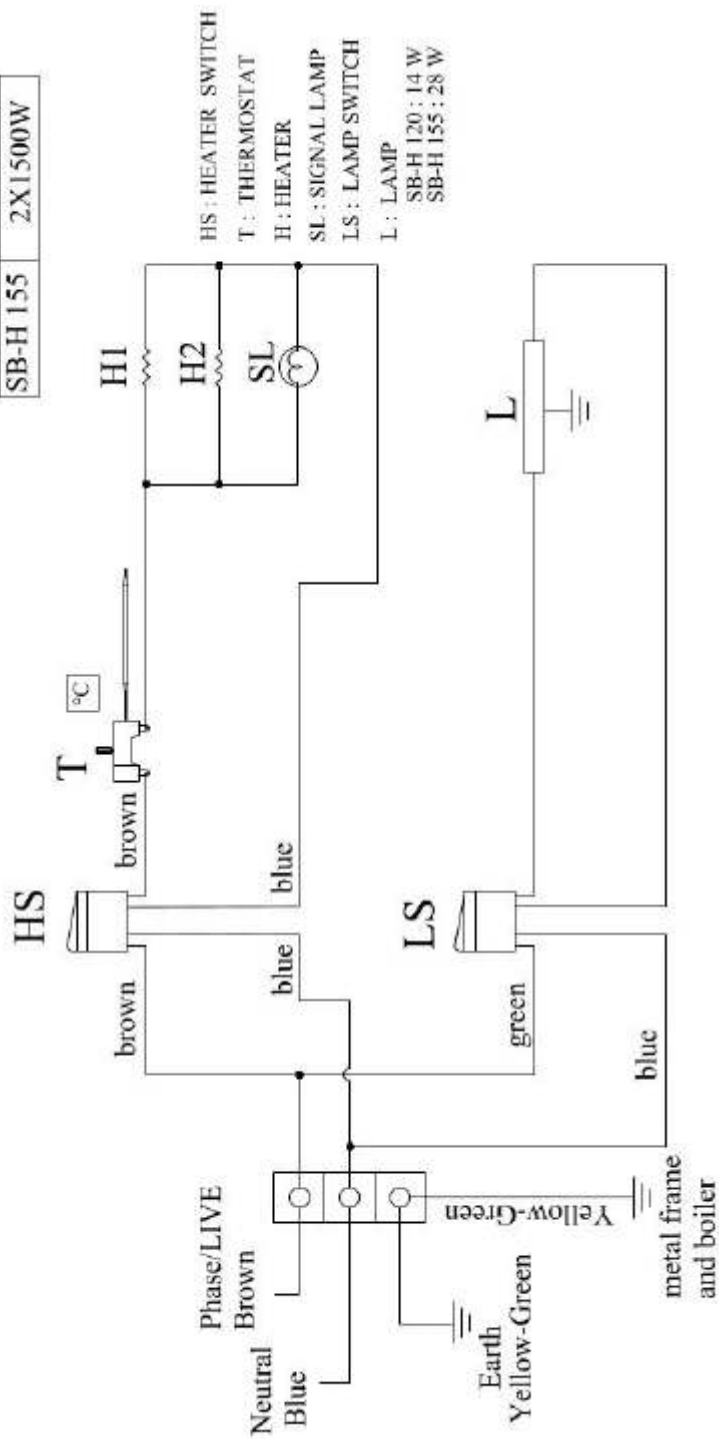 SB-H 155 2X1500W
HS : HEATER SWITCH
T : THERMOSTAT
H : HEATER
SL : SIGNAL LAMP
LS : LAMP SWITCH
L : LAMP
SB-H 120 : 14 W
SB-H 155 : 28 W
H1
H2
SL
T
°C
HS
brown
brown
blue
blue
L
LS
green
blue
Phase/LIVE
Brown
Neutral
Blue
Earth
Yellow-Green
Yellow-Green
metal frame
and boiler